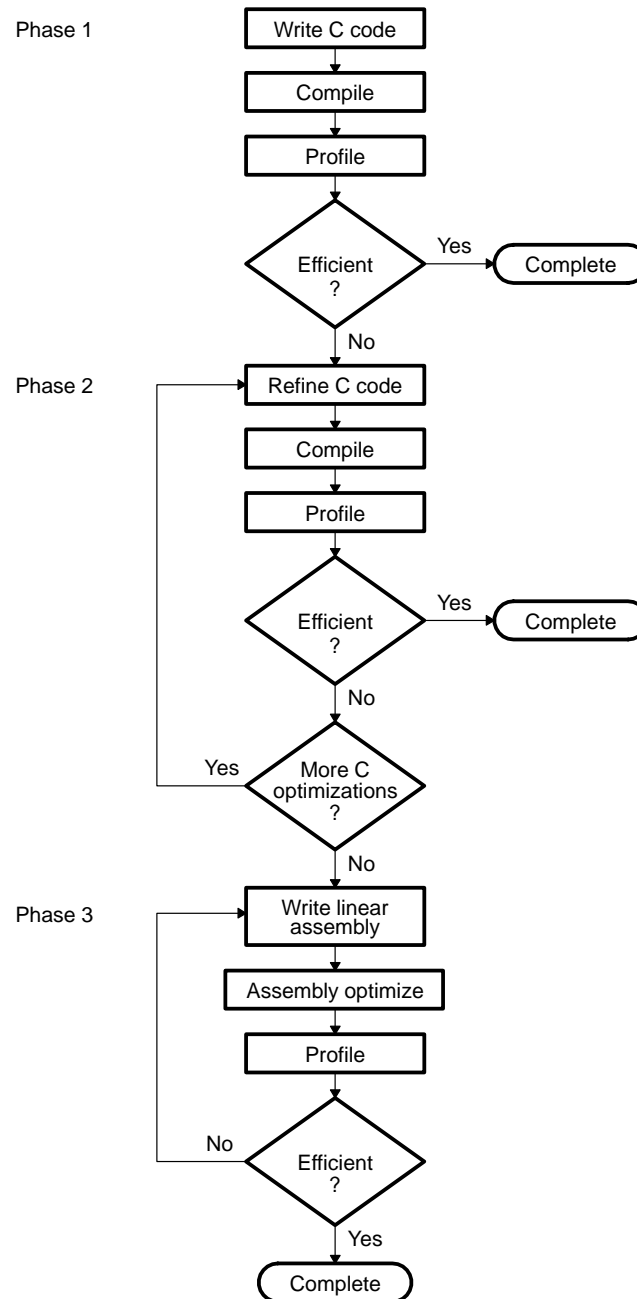 Phase 1
Write C code
Compile
Profile
Efficient
?
Yes
Complete
No
Phase 2
Refine C code
Compile
Profile
Efficient
?
Yes
Complete
No
More C
optimizations
?
Yes
No
Phase 3
Write linear
assembly
Assembly optimize
Profile
Efficient
?
No
Yes
Complete